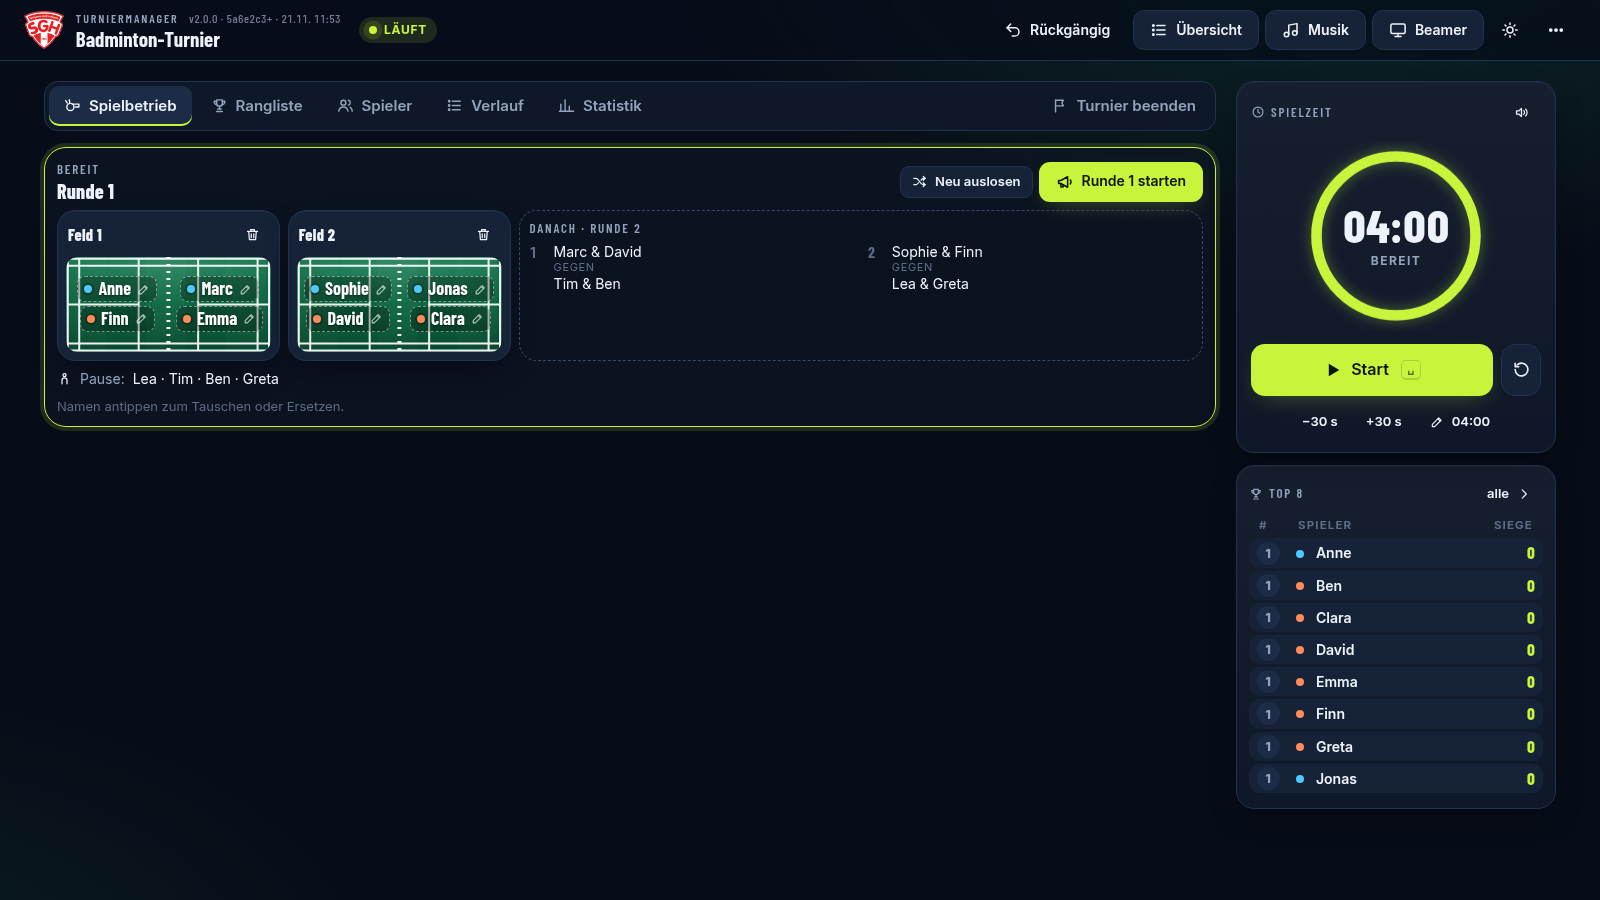 SGH
TURNIERMANAGER v2.0.0 · 5a6e2c3+ · 21.11. 11:53
Badminton-Turnier
LÄUFT
Rückgängig
Übersicht
Musik
Beamer
Spielbetrieb
Rangliste
Spieler
Verlauf
Statistik
Turnier beenden
BEREIT
Runde 1
Neu auslosen
Runde 1 starten
Feld 1
Anne
Marc
Finn
Emma
Feld 2
Sophie
Jonas
David
Clara
DANACH · RUNDE 2
1 Marc & David
GEGEN
Tim & Ben
2 Sophie & Finn
GEGEN
Lea & Greta
Pause: Lea · Tim · Ben · Greta
Namen antippen zum Tauschen oder Ersetzen.
SPIELZEIT
04:00
BEREIT
Start ␣
−30 s
+30 s
04:00
TOP 8
alle
# SPIELER SIEGE
1 Anne 0
1 Ben 0
1 Clara 0
1 David 0
1 Emma 0
1 Finn 0
1 Greta 0
1 Jonas 0